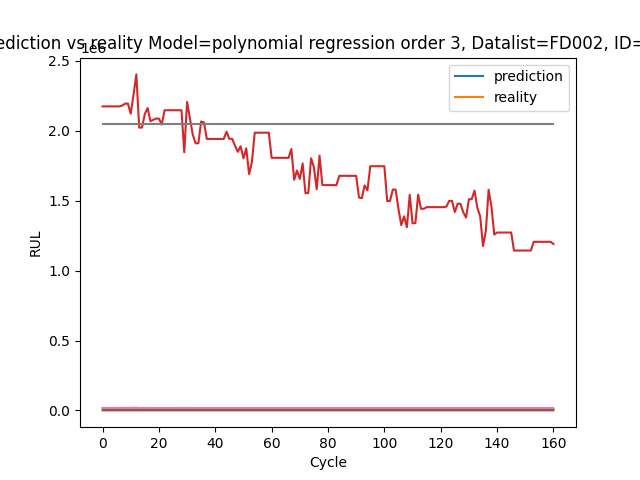 ediction vs reality Model=polynomial regression order 3, Datalist=FD002, ID=
1e6
2.5
2.0
1.5
1.0
0.5
0.0
RUL
prediction
reality
0 20 40 60 80 100 120 140 160
Cycle